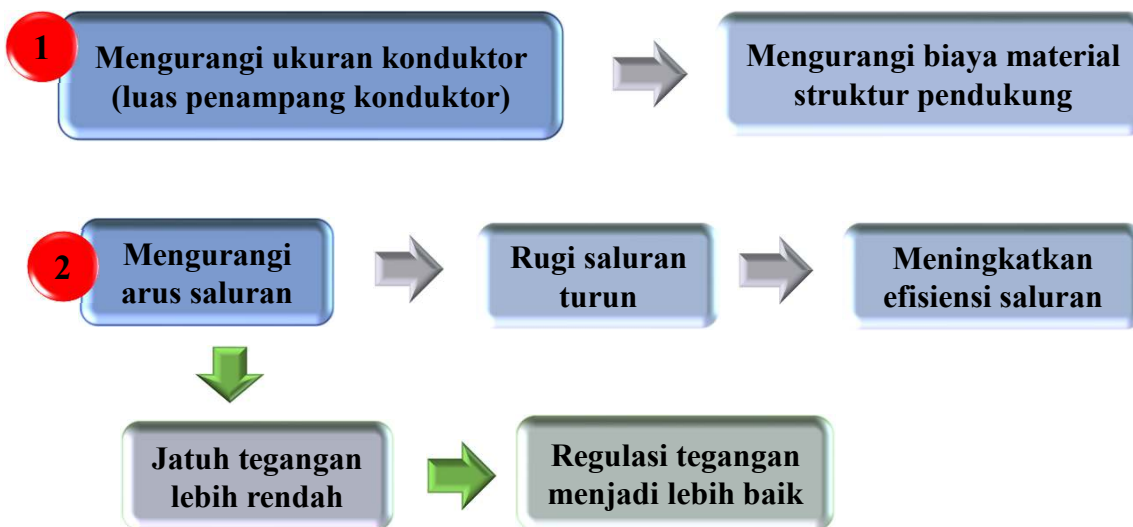 1
Mengurangi ukuran konduktor
(luas penampang konduktor)
Mengurangi biaya material
struktur pendukung
2
Mengurangi
arus saluran
Rugi saluran
turun
Meningkatkan
efisiensi saluran
Jatuh tegangan
lebih rendah
Regulasi tegangan
menjadi lebih baik